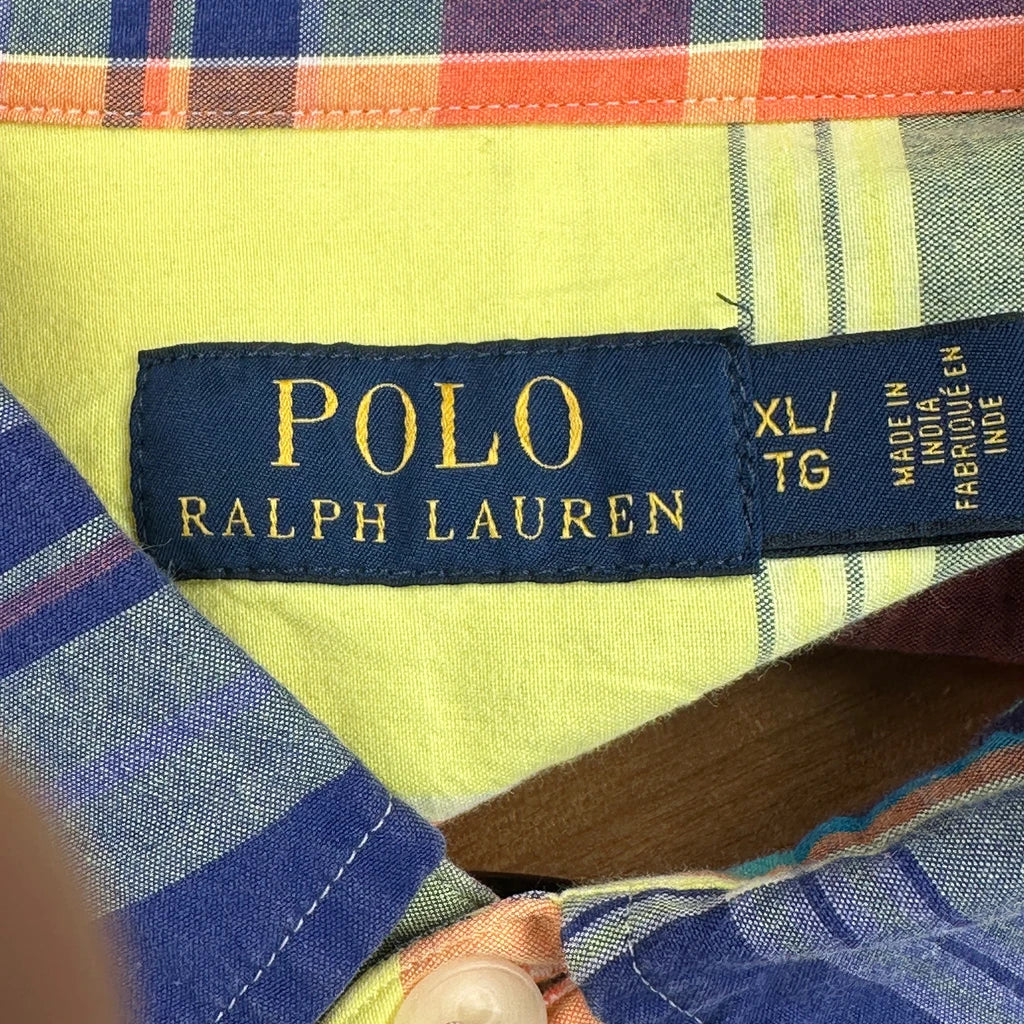 POLO
RALPH LAUREN
XL/
TG
MADE IN
INDIA
FABRIQUÉ EN
INDE